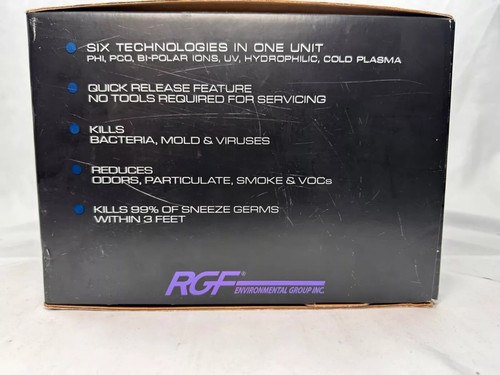 SIX TECHNOLOGIES IN ONE UNIT
PHI, PCO, BI-POLAR IONS, UV, HYDROPHILIC, COLD PLASMA
QUICK RELEASE FEATURE
NO TOOLS REQUIRED FOR SERVICING
KILLS
BACTERIA, MOLD & VIRUSES
REDUCES
ODORS, PARTICULATE, SMOKE & VOCs
KILLS 99% OF SNEEZE GERMS
WITHIN 3 FEET
RGF®
ENVIRONMENTAL GROUP INC.